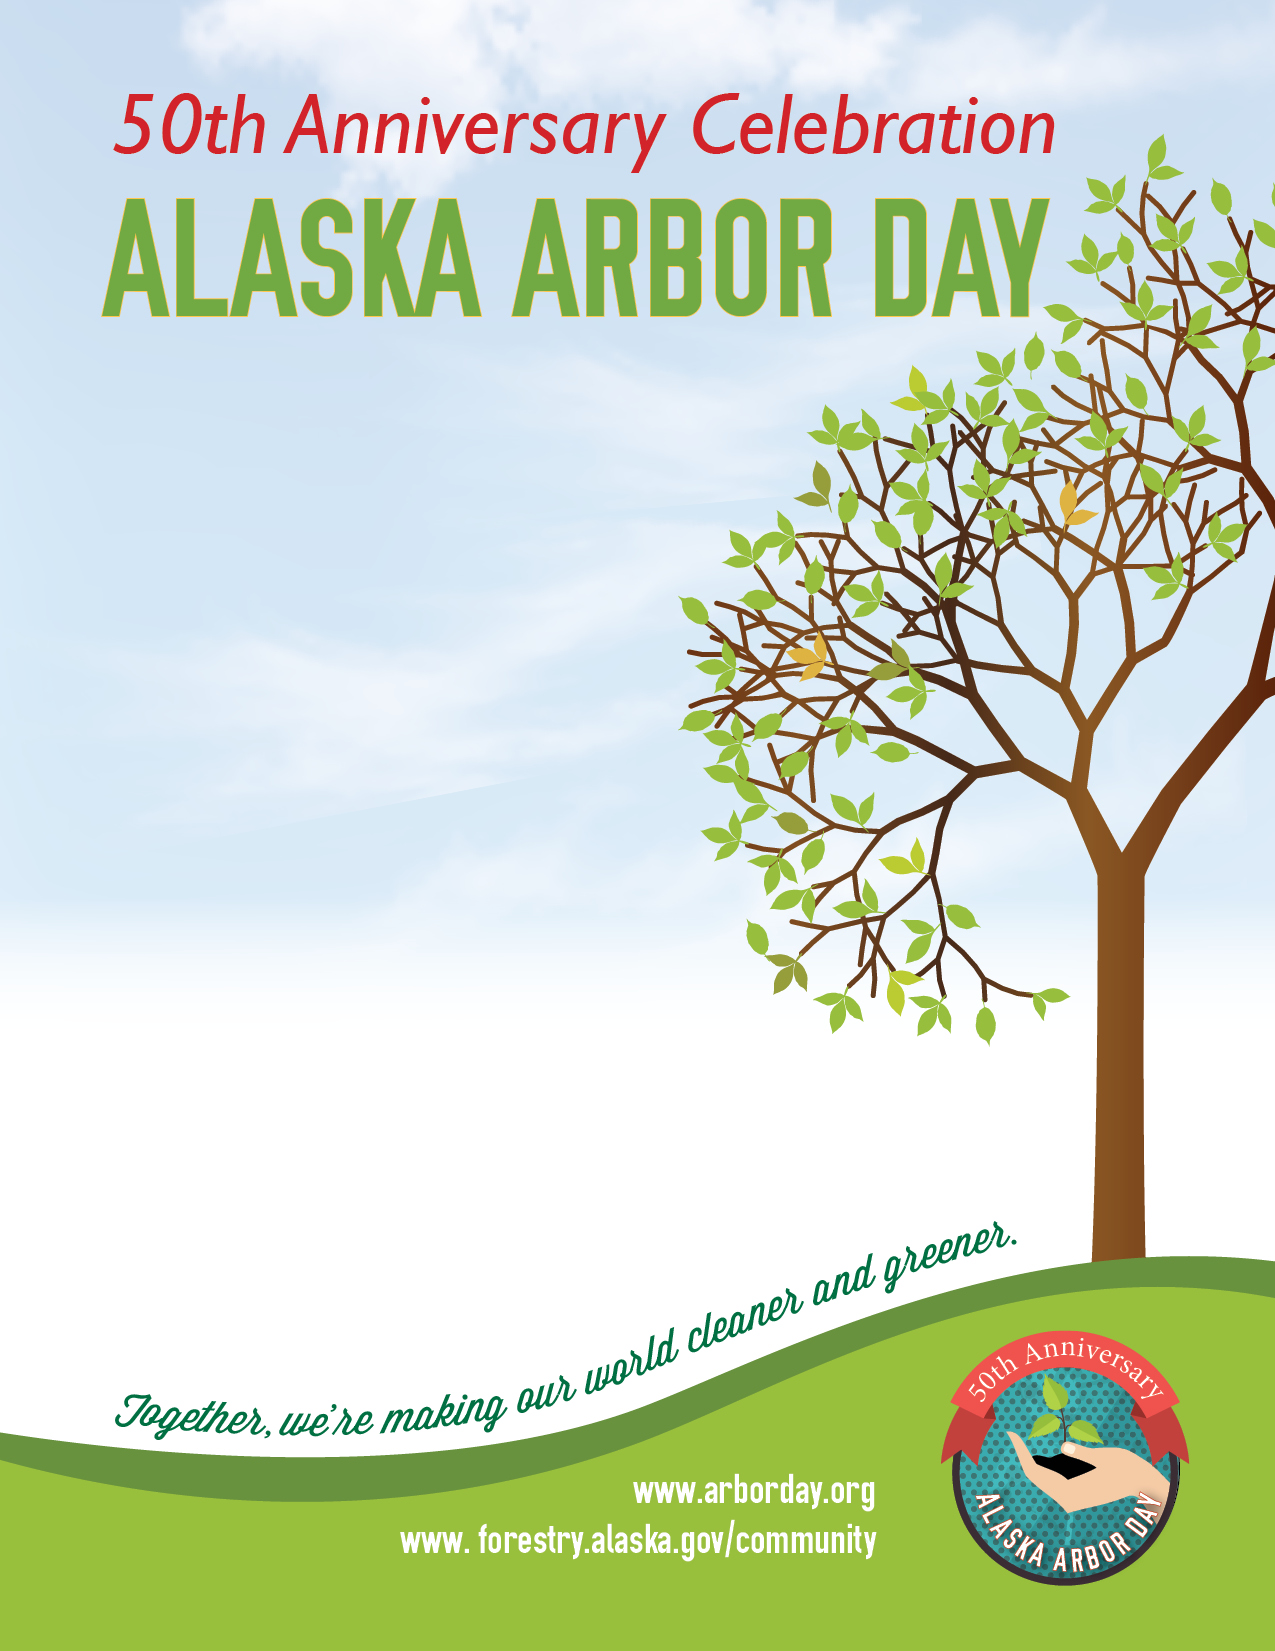 50th Anniversary Celebration
ALASKA ARBOR DAY
Together, we're making our world cleaner and greener.
www.arborday.org
www. forestry.alaska.gov/community
50th Anniversary
ALASKA ARBOR DAY